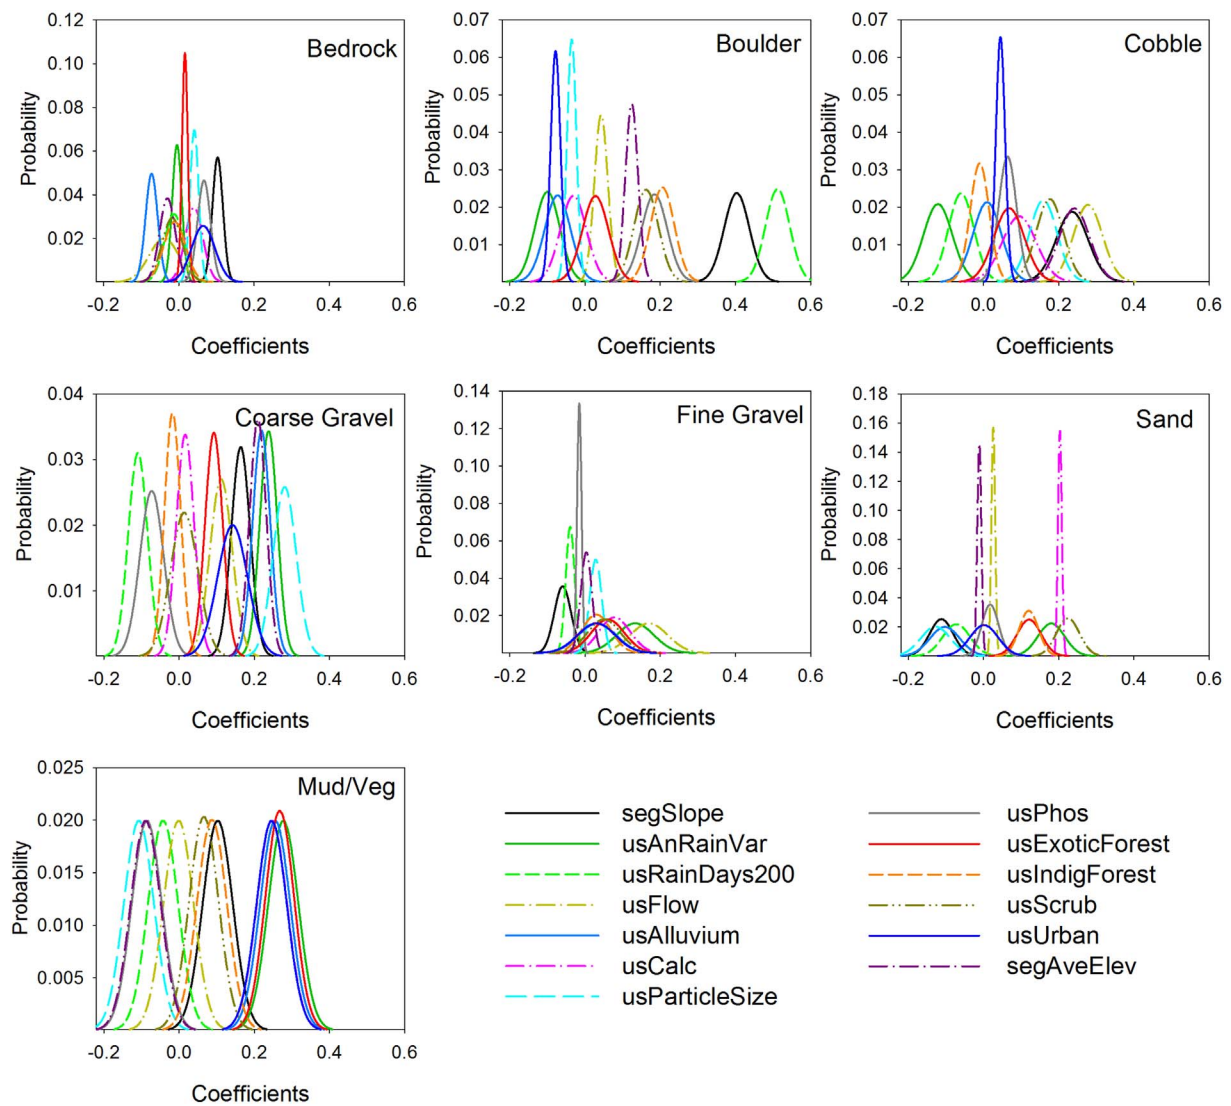 Bedrock
Probability
0.12
0.10
0.08
0.06
0.04
0.02
-0.2 0.0 0.2 0.4 0.6
Coefficients
Boulder
Probability
0.07
0.06
0.05
0.04
0.03
0.02
0.01
-0.2 0.0 0.2 0.4 0.6
Coefficients
Cobble
Probability
0.07
0.06
0.05
0.04
0.03
0.02
0.01
-0.2 0.0 0.2 0.4 0.6
Coefficients
Coarse Gravel
Probability
0.04
0.03
0.02
0.01
-0.2 0.0 0.2 0.4 0.6
Coefficients
Fine Gravel
Probability
0.14
0.12
0.10
0.08
0.06
0.04
0.02
-0.2 0.0 0.2 0.4 0.6
Coefficients
Sand
Probability
0.18
0.16
0.14
0.12
0.10
0.08
0.06
0.04
0.02
-0.2 0.0 0.2 0.4 0.6
Coefficients
Mud/Veg
Probability
0.025
0.020
0.015
0.010
0.005
-0.2 0.0 0.2 0.4 0.6
Coefficients
segSlope
usAnRainVar
usRainDays200
usFlow
usAlluvium
usCalc
usParticleSize
usPhos
usExoticForest
usIndigForest
usScrub
usUrban
segAveElev